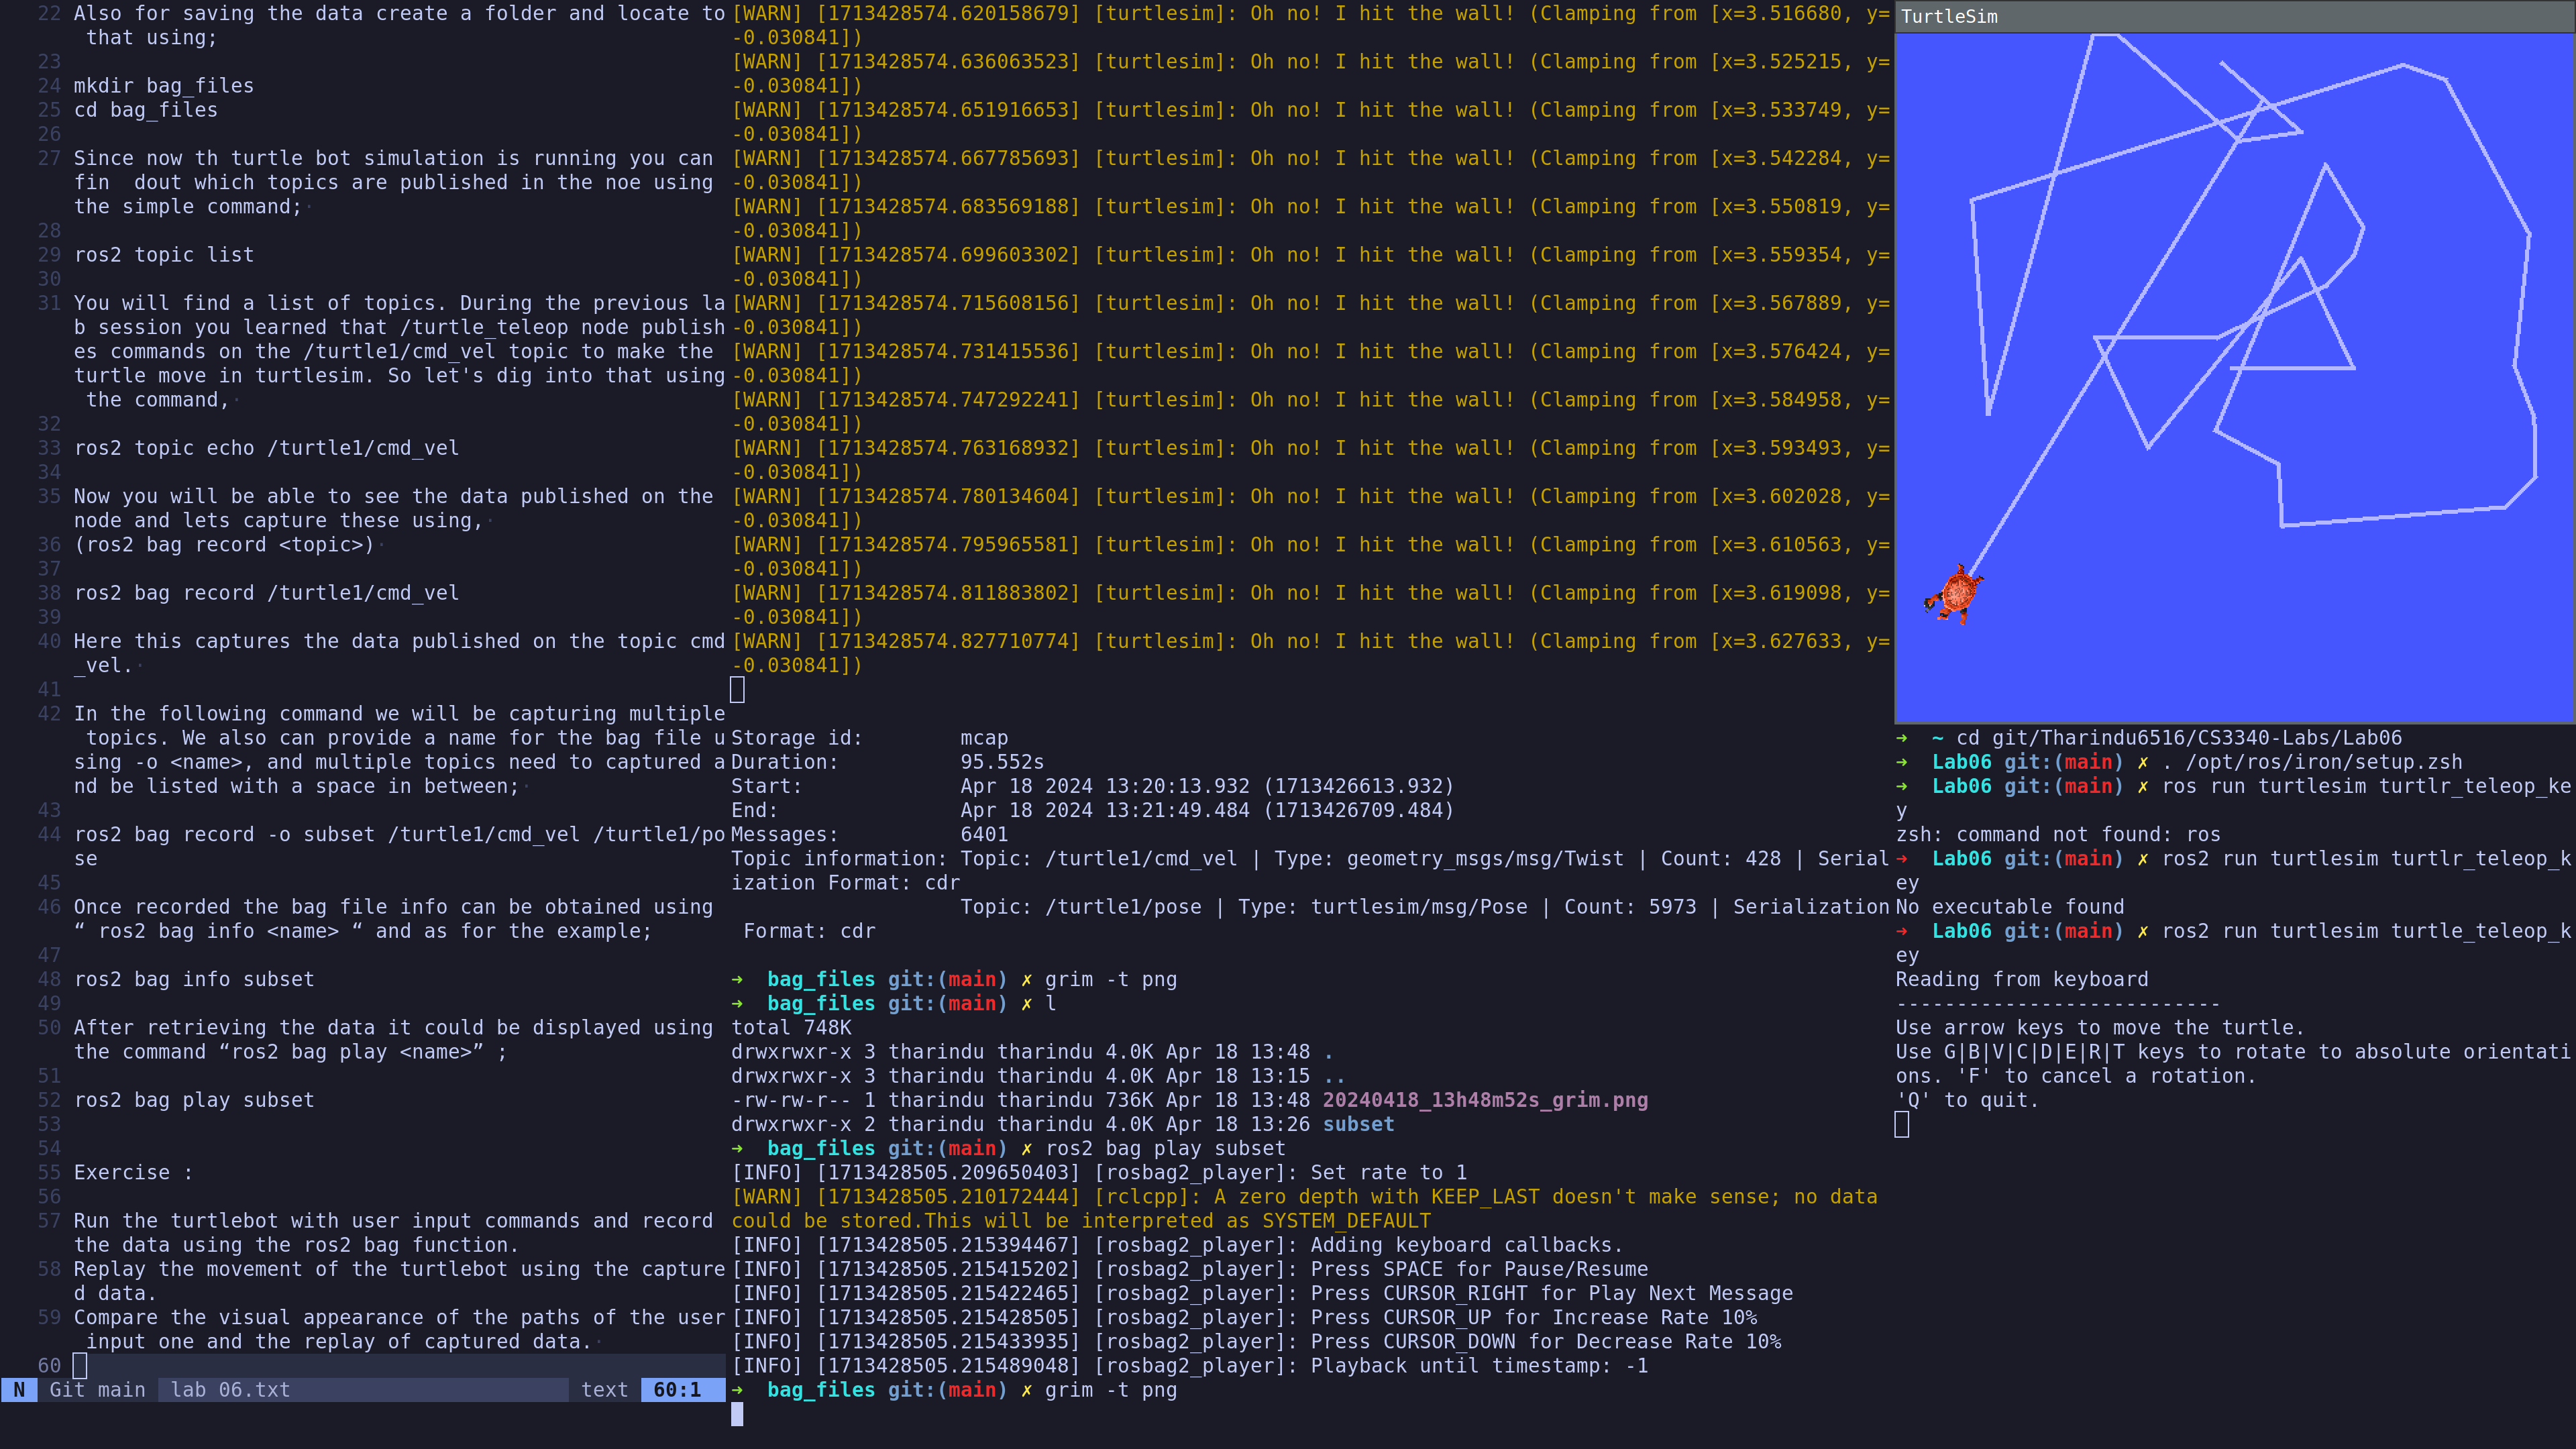 22 Also for saving the data create a folder and locate to
 that using;
23
24 mkdir bag_files
25 cd bag_files
26
27 Since now th turtle bot simulation is running you can
fin  dout which topics are published in the noe using
the simple command;
28
29 ros2 topic list
30
31 You will find a list of topics. During the previous la
b session you learned that /turtle_teleop node publish
es commands on the /turtle1/cmd_vel topic to make the
turtle move in turtlesim. So let's dig into that using
 the command,
32
33 ros2 topic echo /turtle1/cmd_vel
34
35 Now you will be able to see the data published on the
node and lets capture these using,
36 (ros2 bag record <topic>)
37
38 ros2 bag record /turtle1/cmd_vel
39
40 Here this captures the data published on the topic cmd
_vel.
41
42 In the following command we will be capturing multiple
 topics. We also can provide a name for the bag file u
sing -o <name>, and multiple topics need to captured a
nd be listed with a space in between;
43
44 ros2 bag record -o subset /turtle1/cmd_vel /turtle1/po
se
45
46 Once recorded the bag file info can be obtained using
“ ros2 bag info <name> “ and as for the example;
47
48 ros2 bag info subset
49
50 After retrieving the data it could be displayed using
the command “ros2 bag play <name>” ;
51
52 ros2 bag play subset
53
54
55 Exercise :
56
57 Run the turtlebot with user input commands and record
the data using the ros2 bag function.
58 Replay the movement of the turtlebot using the capture
d data.
59 Compare the visual appearance of the paths of the user
 input one and the replay of captured data.
60
N Git main lab 06.txt text 60:1
[WARN] [1713428574.620158679] [turtlesim]: Oh no! I hit the wall! (Clamping from [x=3.516680, y=
-0.030841])
[WARN] [1713428574.636063523] [turtlesim]: Oh no! I hit the wall! (Clamping from [x=3.525215, y=
-0.030841])
[WARN] [1713428574.651916653] [turtlesim]: Oh no! I hit the wall! (Clamping from [x=3.533749, y=
-0.030841])
[WARN] [1713428574.667785693] [turtlesim]: Oh no! I hit the wall! (Clamping from [x=3.542284, y=
-0.030841])
[WARN] [1713428574.683569188] [turtlesim]: Oh no! I hit the wall! (Clamping from [x=3.550819, y=
-0.030841])
[WARN] [1713428574.699603302] [turtlesim]: Oh no! I hit the wall! (Clamping from [x=3.559354, y=
-0.030841])
[WARN] [1713428574.715608156] [turtlesim]: Oh no! I hit the wall! (Clamping from [x=3.567889, y=
-0.030841])
[WARN] [1713428574.731415536] [turtlesim]: Oh no! I hit the wall! (Clamping from [x=3.576424, y=
-0.030841])
[WARN] [1713428574.747292241] [turtlesim]: Oh no! I hit the wall! (Clamping from [x=3.584958, y=
-0.030841])
[WARN] [1713428574.763168932] [turtlesim]: Oh no! I hit the wall! (Clamping from [x=3.593493, y=
-0.030841])
[WARN] [1713428574.780134604] [turtlesim]: Oh no! I hit the wall! (Clamping from [x=3.602028, y=
-0.030841])
[WARN] [1713428574.795965581] [turtlesim]: Oh no! I hit the wall! (Clamping from [x=3.610563, y=
-0.030841])
[WARN] [1713428574.811883802] [turtlesim]: Oh no! I hit the wall! (Clamping from [x=3.619098, y=
-0.030841])
[WARN] [1713428574.827710774] [turtlesim]: Oh no! I hit the wall! (Clamping from [x=3.627633, y=
-0.030841])
Storage id:        mcap
Duration:          95.552s
Start:             Apr 18 2024 13:20:13.932 (1713426613.932)
End:               Apr 18 2024 13:21:49.484 (1713426709.484)
Messages:          6401
Topic information: Topic: /turtle1/cmd_vel | Type: geometry_msgs/msg/Twist | Count: 428 | Serial
ization Format: cdr
                   Topic: /turtle1/pose | Type: turtlesim/msg/Pose | Count: 5973 | Serialization
 Format: cdr
➜  bag_files git:(main) ✗ grim -t png
➜  bag_files git:(main) ✗ l
total 748K
drwxrwxr-x 3 tharindu tharindu 4.0K Apr 18 13:48 .
drwxrwxr-x 3 tharindu tharindu 4.0K Apr 18 13:15 ..
-rw-rw-r-- 1 tharindu tharindu 736K Apr 18 13:48 20240418_13h48m52s_grim.png
drwxrwxr-x 2 tharindu tharindu 4.0K Apr 18 13:26 subset
➜  bag_files git:(main) ✗ ros2 bag play subset
[INFO] [1713428505.209650403] [rosbag2_player]: Set rate to 1
[WARN] [1713428505.210172444] [rclcpp]: A zero depth with KEEP_LAST doesn't make sense; no data
could be stored.This will be interpreted as SYSTEM_DEFAULT
[INFO] [1713428505.215394467] [rosbag2_player]: Adding keyboard callbacks.
[INFO] [1713428505.215415202] [rosbag2_player]: Press SPACE for Pause/Resume
[INFO] [1713428505.215422465] [rosbag2_player]: Press CURSOR_RIGHT for Play Next Message
[INFO] [1713428505.215428505] [rosbag2_player]: Press CURSOR_UP for Increase Rate 10%
[INFO] [1713428505.215433935] [rosbag2_player]: Press CURSOR_DOWN for Decrease Rate 10%
[INFO] [1713428505.215489048] [rosbag2_player]: Playback until timestamp: -1
➜  bag_files git:(main) ✗ grim -t png
TurtleSim
➜  ~ cd git/Tharindu6516/CS3340-Labs/Lab06
➜  Lab06 git:(main) ✗ . /opt/ros/iron/setup.zsh
➜  Lab06 git:(main) ✗ ros run turtlesim turtlr_teleop_ke
y
zsh: command not found: ros
➜  Lab06 git:(main) ✗ ros2 run turtlesim turtlr_teleop_k
ey
No executable found
➜  Lab06 git:(main) ✗ ros2 run turtlesim turtle_teleop_k
ey
Reading from keyboard
---------------------------
Use arrow keys to move the turtle.
Use G|B|V|C|D|E|R|T keys to rotate to absolute orientati
ons. 'F' to cancel a rotation.
'Q' to quit.